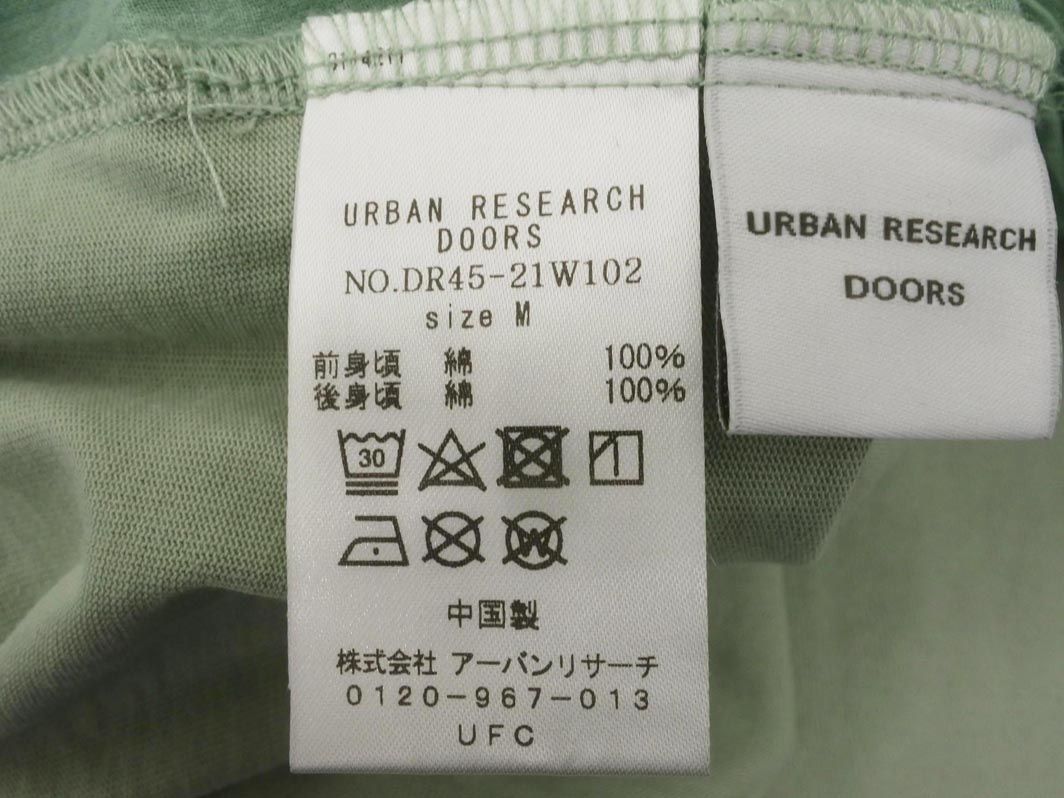 URBAN RESEARCH
DOORS
NO.DR45-21W102
size M
前身頃 綿 100%
後身頃 綿 100%
30
W
中国製
株式会社 アーバンリサーチ
0120-967-013
UFC
URBAN RESEARCH
DOORS